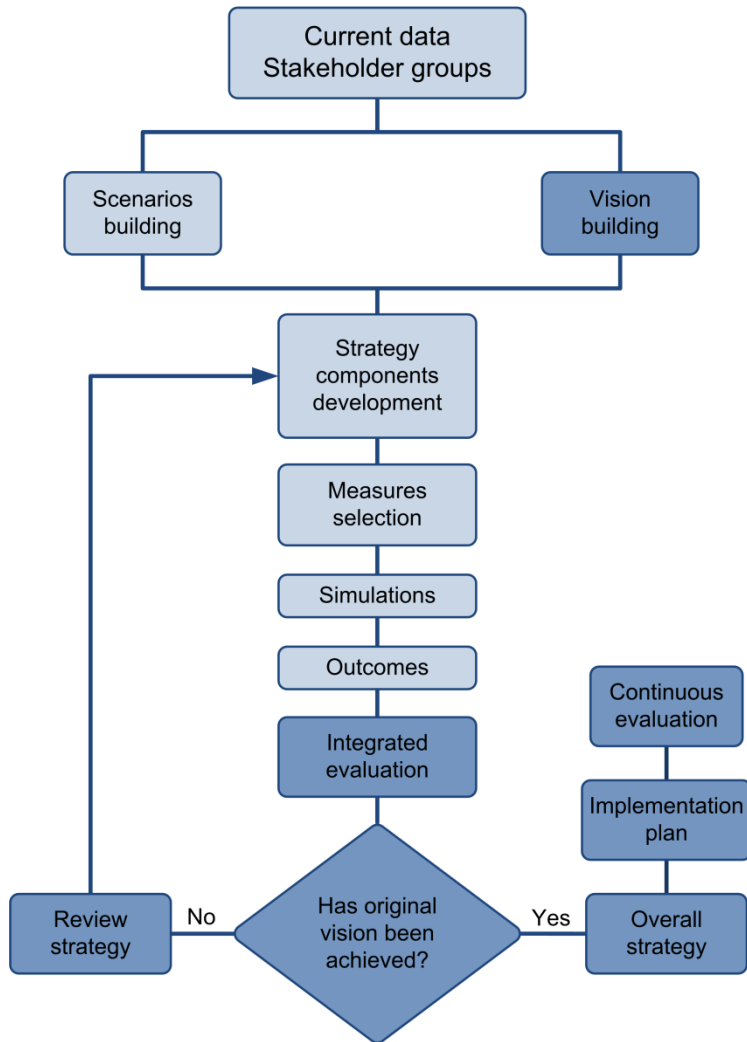 Current data
Stakeholder groups
Scenarios
building
Vision
building
Strategy
components
development
Measures
selection
Simulations
Outcomes
Integrated
evaluation
Continuous
evaluation
Implementation
plan
Review
strategy
No
Has original
vision been
achieved?
Yes
Overall
strategy